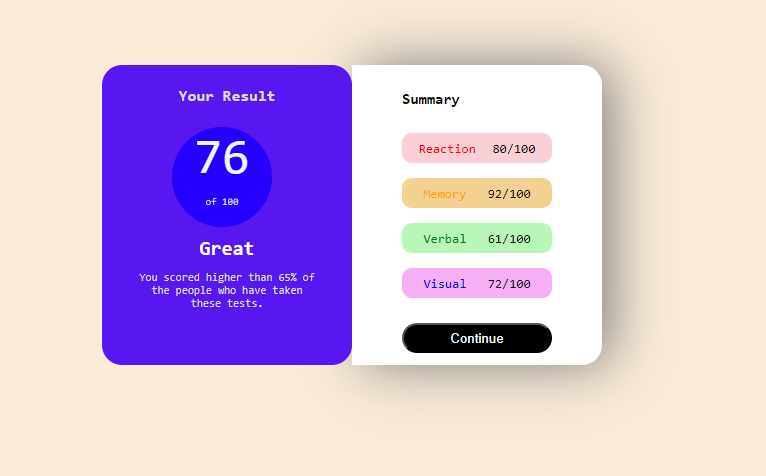 Your Result
76
of 100
Great
You scored higher than 65% of
the people who have taken
these tests.
Summary
Reaction 80/100
Memory 92/100
Verbal 61/100
Visual 72/100
Continue